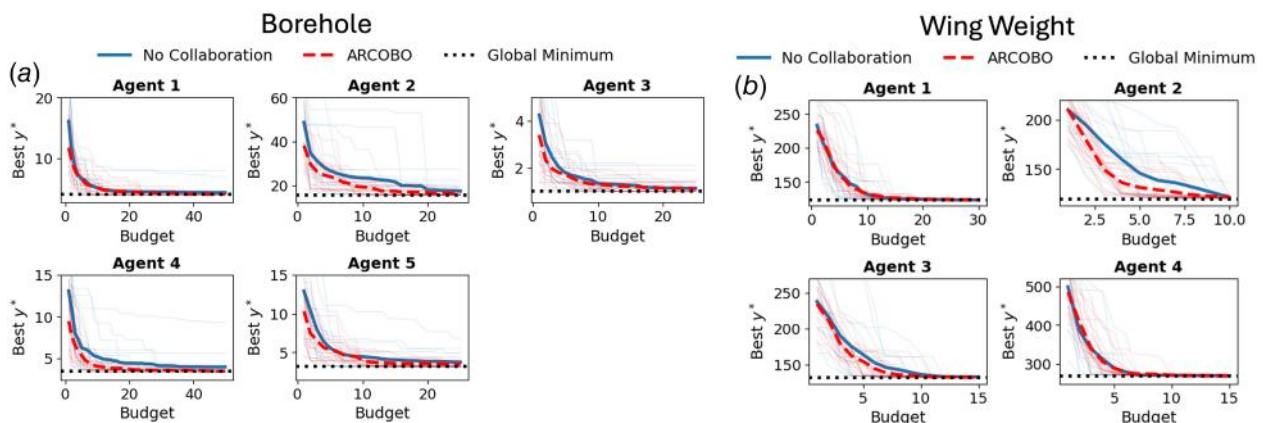 Borehole
No Collaboration ARCOBO Global Minimum
(a)
Agent 1 Agent 2 Agent 3
Best y* Best y* Best y*
20 60
10 40 4
20 2
0 20 40 0 10 20 0 10 20
Budget Budget Budget
Agent 4 Agent 5
Best y* Best y*
15 15
10 10
5 5
0 20 40 0 10 20
Budget Budget
Wing Weight
No Collaboration ARCOBO Global Minimum
(b)
Agent 1 Agent 2
Best y* Best y*
250 200
200 150
150
0 10 20 30 2.5 5.0 7.5 10.0
Budget Budget
Agent 3 Agent 4
Best y* Best y*
250 500
200 400
150 300
5 10 15 5 10 15
Budget Budget